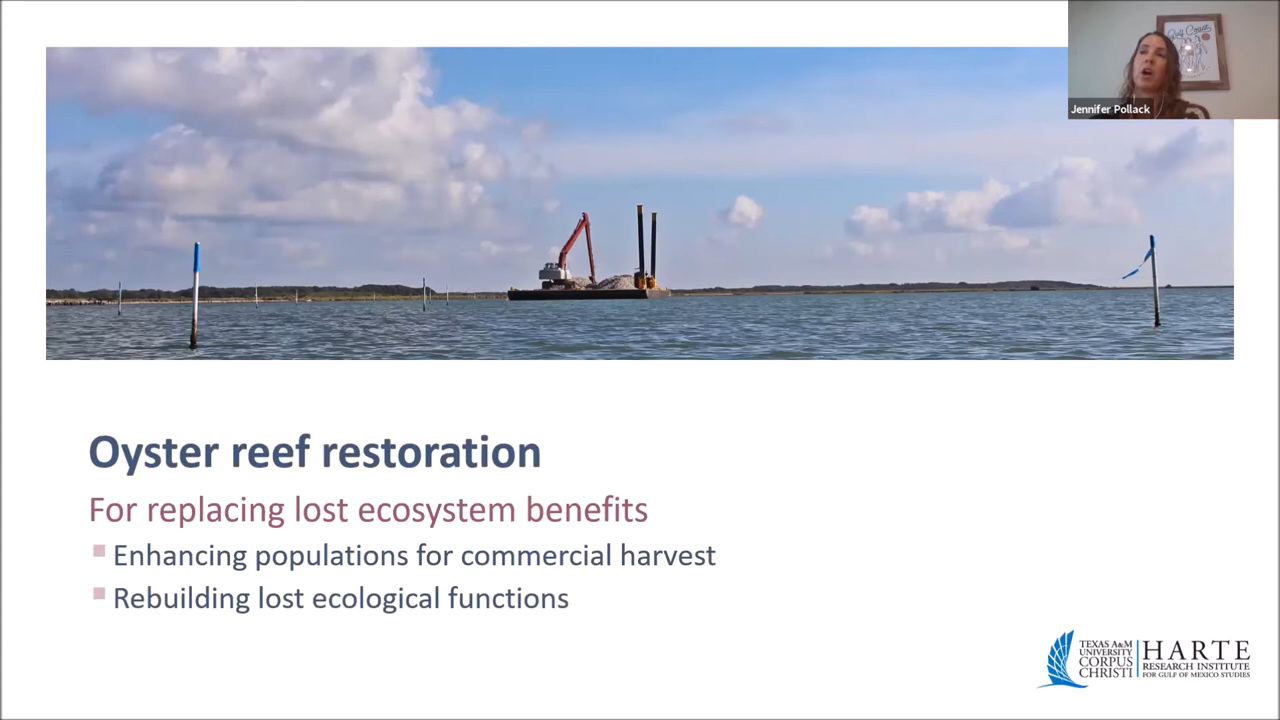 Jennifer Pollack
Oyster reef restoration
For replacing lost ecosystem benefits
Enhancing populations for commercial harvest
Rebuilding lost ecological functions
TEXAS A&M
UNIVERSITY
CORPUS
CHRISTI
HARTE
RESEARCH INSTITUTE
FOR GULF OF MEXICO STUDIES